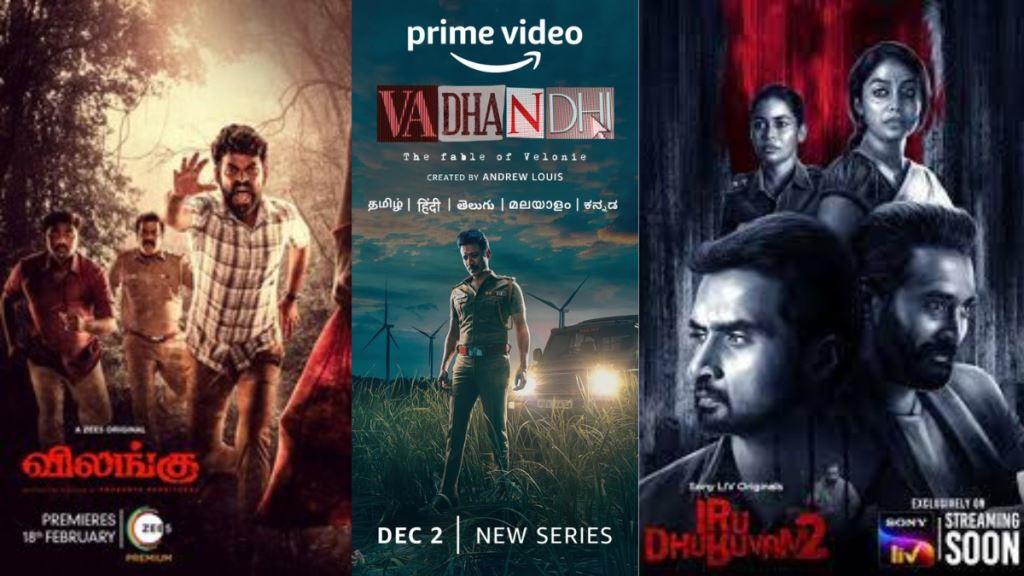 A ZEE5 ORIGINAL
விலங்கு
PREMIERES
18TH FEBRUARY
ZEE5
PREMIUM
prime video
VADHANDHI
The fable of Velonie
CREATED BY ANDREW LOUIS
தமிழ் | हिंदी | తెలుగు | മലയാളം | ಕನ್ನಡ
DEC 2 | NEW SERIES
Sony LIV Originals
IRU
DHURUVAM 2
SONY
liv
EXCLUSIVELY ON
STREAMING
SOON